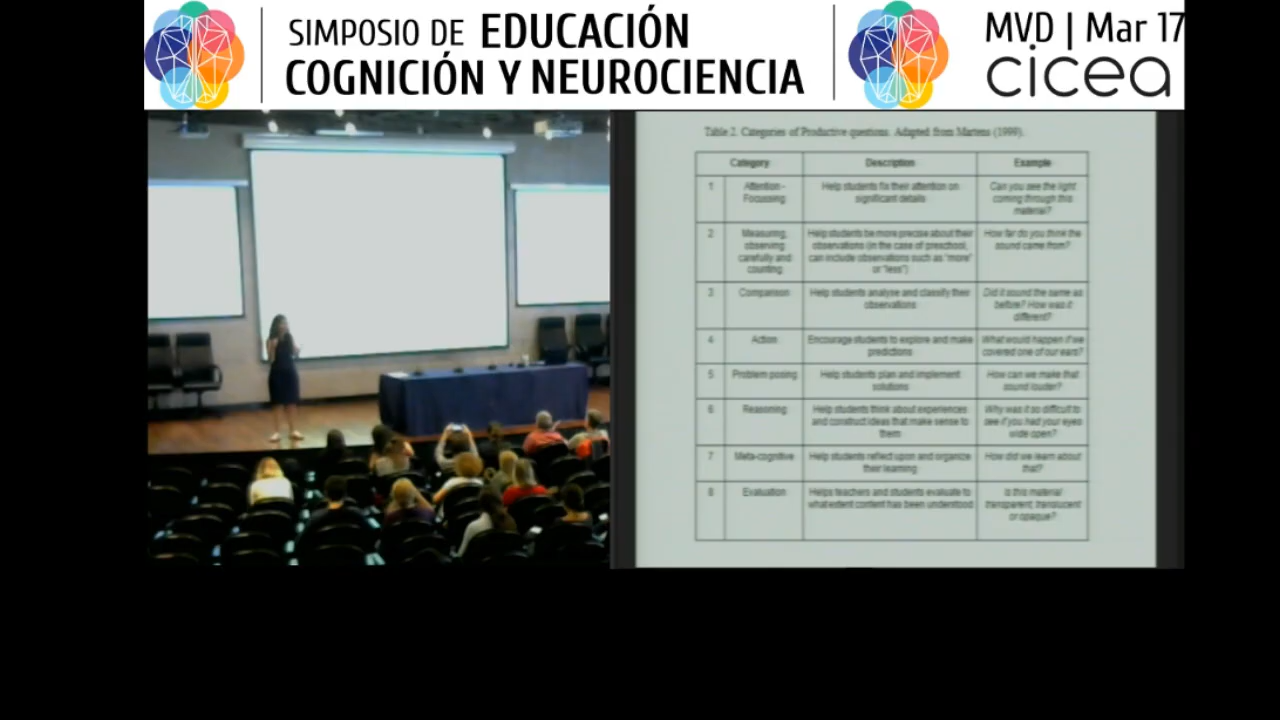 SIMPOSIO DE EDUCACIÓN
COGNICIÓN Y NEUROCIENCIA
MVD | Mar 17
cicea
Table 2. Categories of Productive questions. Adapted from Martens (1999).
Category Description Example
1 Attention - Help students fix their attention on Can you see the light
Focussing significant details coming through this
material?
2 Measuring, Help students be more precise about their How far do you think the
observing observations (in the case of preschool, sound came from?
carefully and can include observations such as "more"
counting or "less")
3 Comparison Help students analyse and classify their Did it sound the same as
observations before? How was it
different?
4 Action Encourage students to explore and make What would happen if we
predictions covered one of our ears?
5 Problem posing Help students plan and implement How can we make that
solutions sound louder?
6 Reasoning Help students think about experiences Why was it so difficult to
and construct ideas that make sense to see if you had your eyes
them wide open?
7 Meta-cognitive Help students reflect upon and organize How did we learn about
their learning that?
8 Evaluation Helps teachers and students evaluate to Is this material
what extent content has been understood transparent, translucent
or opaque?